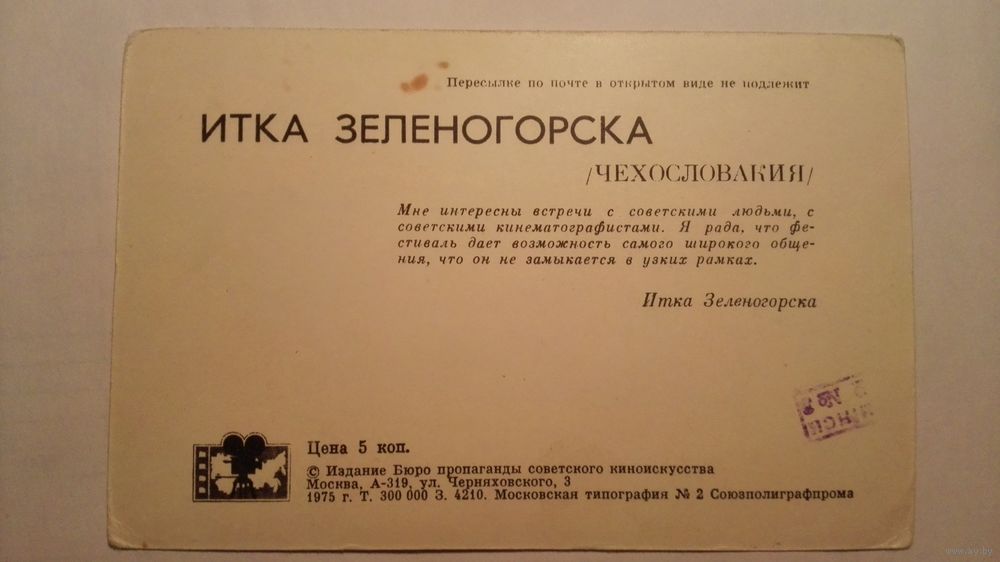 Пересылке по почте в открытом виде не подлежит
ИТКА ЗЕЛЕНОГОРСКА
/ЧЕХОСЛОВАКИЯ/
Мне интересны встречи с советскими людьми, с
советскими кинематографистами. Я рада, что фе-
стиваль дает возможность самого широкого обще-
ния, что он не замыкается в узких рамках.
Итка Зеленогорска
Цена 5 коп.
© Издание Бюро пропаганды советского киноискусства
Москва, А-319, ул. Черняховского, 3
1975 г. Т. 300 000 З. 4210. Московская типография № 2 Союзполиграфпрома